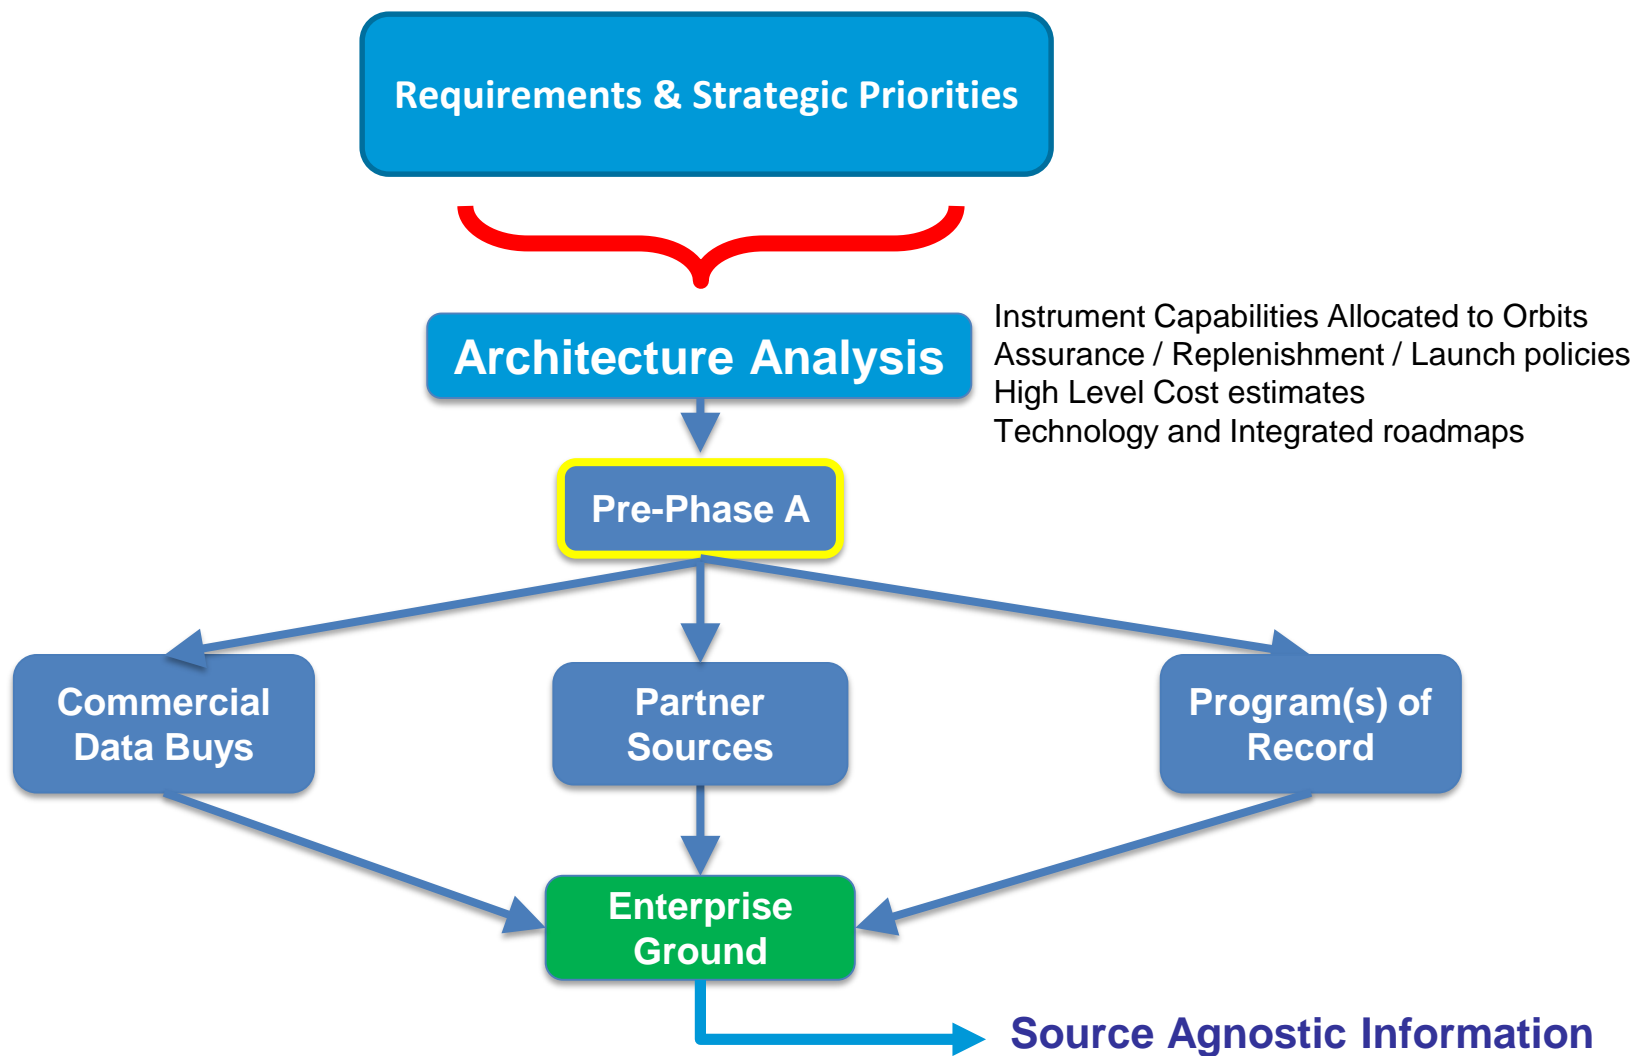 Requirements & Strategic Priorities
Architecture Analysis
Instrument Capabilities Allocated to Orbits
Assurance / Replenishment / Launch policies
High Level Cost estimates
Technology and Integrated roadmaps
Pre-Phase A
Commercial
Data Buys
Partner
Sources
Program(s) of
Record
Enterprise
Ground
Source Agnostic Information